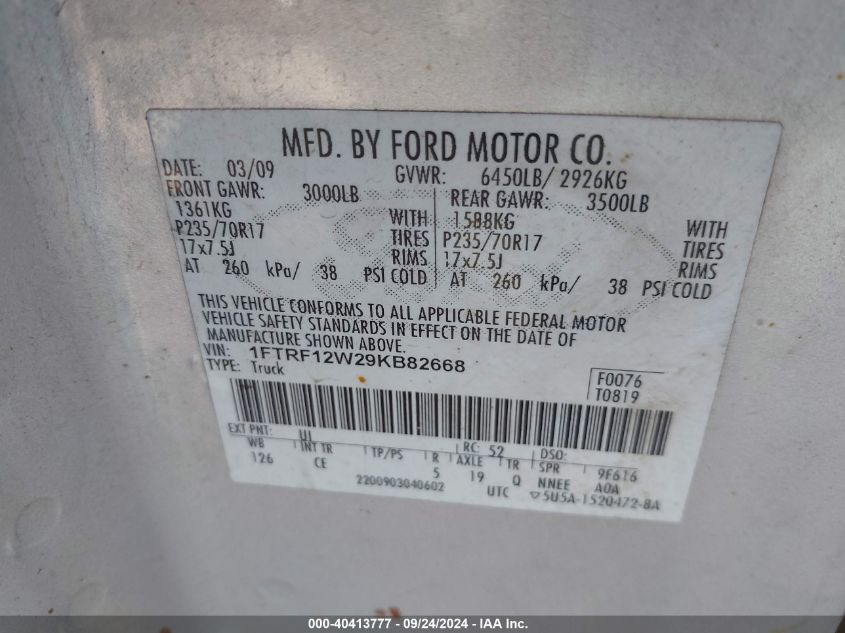 MFD. BY FORD MOTOR CO.
DATE: 03/09 GVWR: 6450LB/ 2926KG
FRONT GAWR: 3000LB REAR GAWR: 3500LB
1361KG WITH 1588KG WITH
P235/70R17 TIRES P235/70R17 TIRES
17x7.5J RIMS 17x7.5J RIMS
AT 260 kPa/ 38 PSI COLD AT 260 kPa/ 38 PSI COLD
THIS VEHICLE CONFORMS TO ALL APPLICABLE FEDERAL MOTOR
VEHICLE SAFETY STANDARDS IN EFFECT ON THE DATE OF
MANUFACTURE SHOWN ABOVE.
VIN: 1FTRF12W29KB82668
TYPE: Truck
F0076
T0819
EXT PNT: UI RC: 52 DSO:
WB INT TR TP/PS R AXLE TR SPR 9F616
126 CE 5 19 Q NNEE A0A
2200903040602 UTC ▽5U5A-1520472-BA
000-40413777 - 09/24/2024 - IAA Inc.